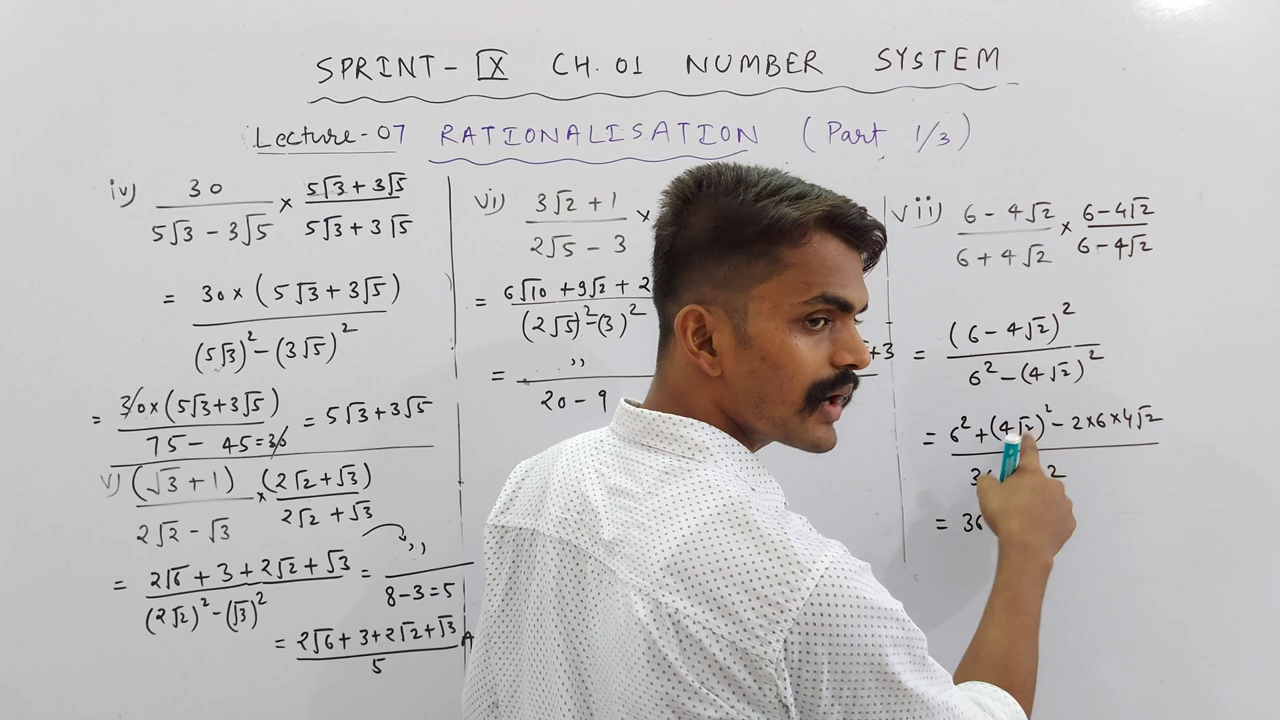 SPRINT- IX CH. 01 NUMBER SYSTEM
Lecture-07 RATIONALISATION (Part 1/3)
iv) 30 / 5√3 - 3√5 × 5√3 + 3√5 / 5√3 + 3√5
= 30 × (5√3 + 3√5) / (5√3)² - (3√5)²
= 30 × (5√3 + 3√5) / 75 - 45 = 30 = 5√3 + 3√5
v) (√3 + 1) / 2√2 - √3 × (2√2 + √3) / 2√2 + √3
= 2√6 + 3 + 2√2 + √3 / (2√2)² - (√3)² = ,, / 8 - 3 = 5
= 2√6 + 3 + 2√2 + √3 / 5
vi) 3√2 + 1 / 2√5 - 3 ×
= 6√10 + 9√2 + 2 / (2√5)² - (3)²
= ,, / 20 - 9
+3
vii) 6 - 4√2 / 6 + 4√2 × 6 - 4√2 / 6 - 4√2
= (6 - 4√2)² / 6² - (4√2)²
= 6² + (4√2)² - 2×6×4√2 / 3 2
= 36